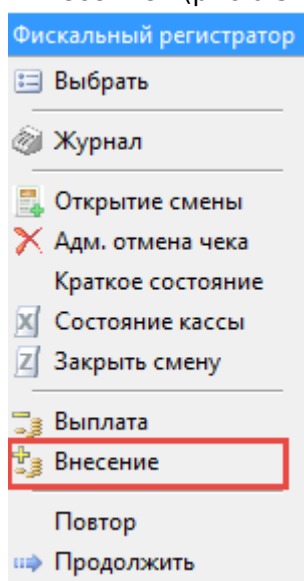 Фискальный регистратор
Выбрать
Журнал
Открытие смены
Адм. отмена чека
Краткое состояние
X Состояние кассы
Z Закрыть смену
Выплата
Внесение
Повтор
Продолжить